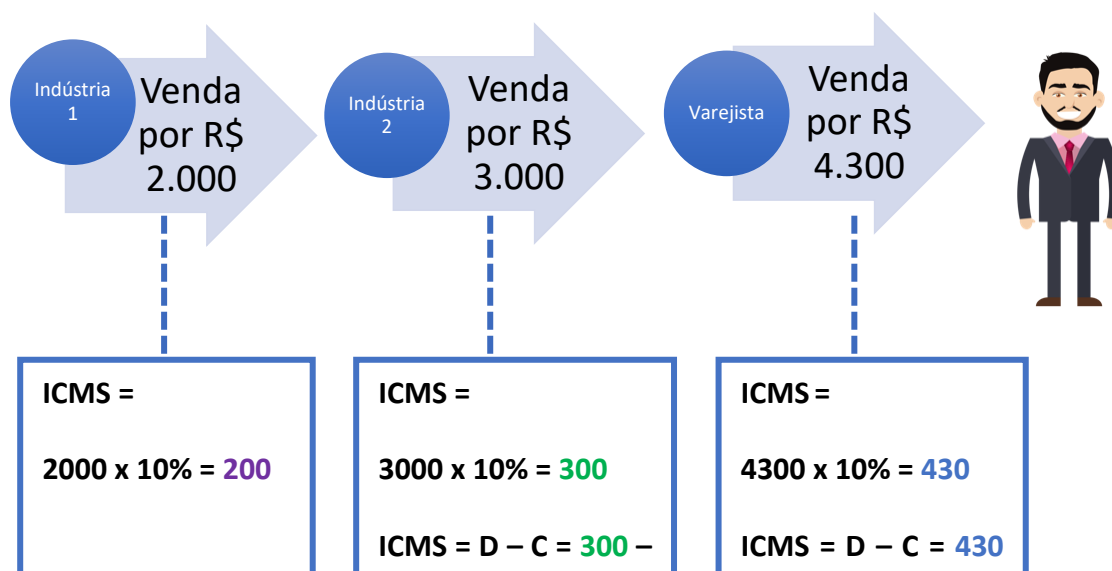 Indústria
1
Venda
por R$
2.000
Indústria
2
Venda
por R$
3.000
Varejista
Venda
por R$
4.300
ICMS =
2000 x 10% = 200
ICMS =
3000 x 10% = 300
ICMS = D – C = 300 –
ICMS =
4300 x 10% = 430
ICMS = D – C = 430